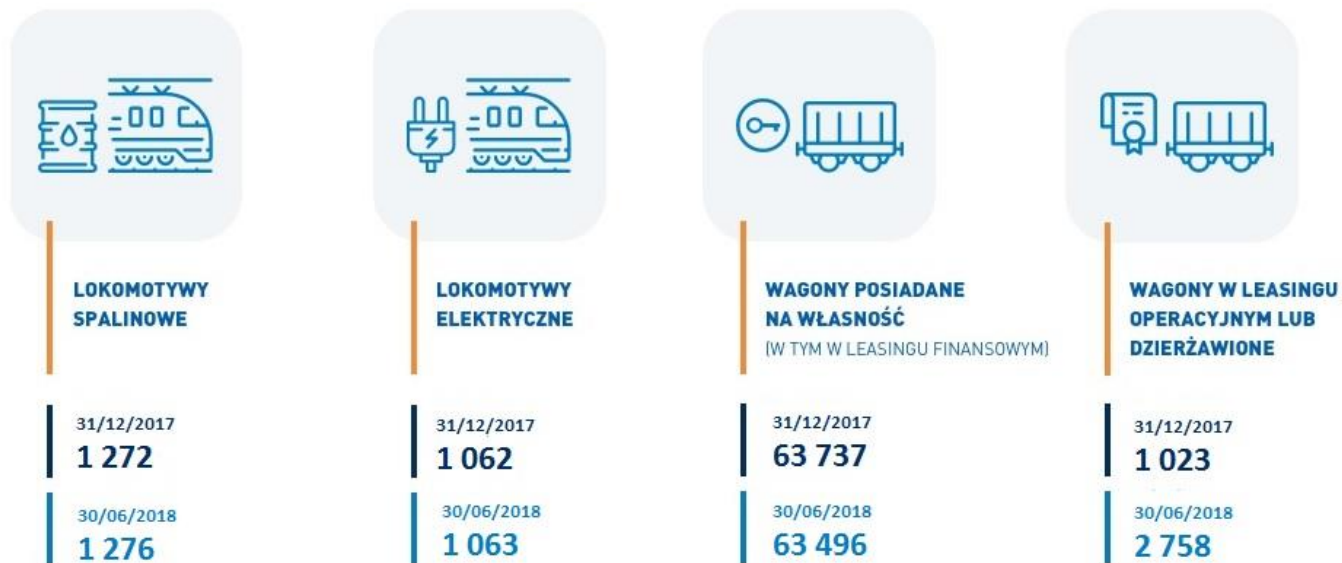 LOKOMOTYWY
SPALINOWE
31/12/2017
1 272
30/06/2018
1 276
LOKOMOTYWY
ELEKTRYCZNE
31/12/2017
1 062
30/06/2018
1 063
WAGONY POSIADANE
NA WŁASNOŚĆ
(W TYM W LEASINGU FINANSOWYM)
31/12/2017
63 737
30/06/2018
63 496
WAGONY W LEASINGU
OPERACYJNYM LUB
DZIERŻAWIONE
31/12/2017
1 023
30/06/2018
2 758